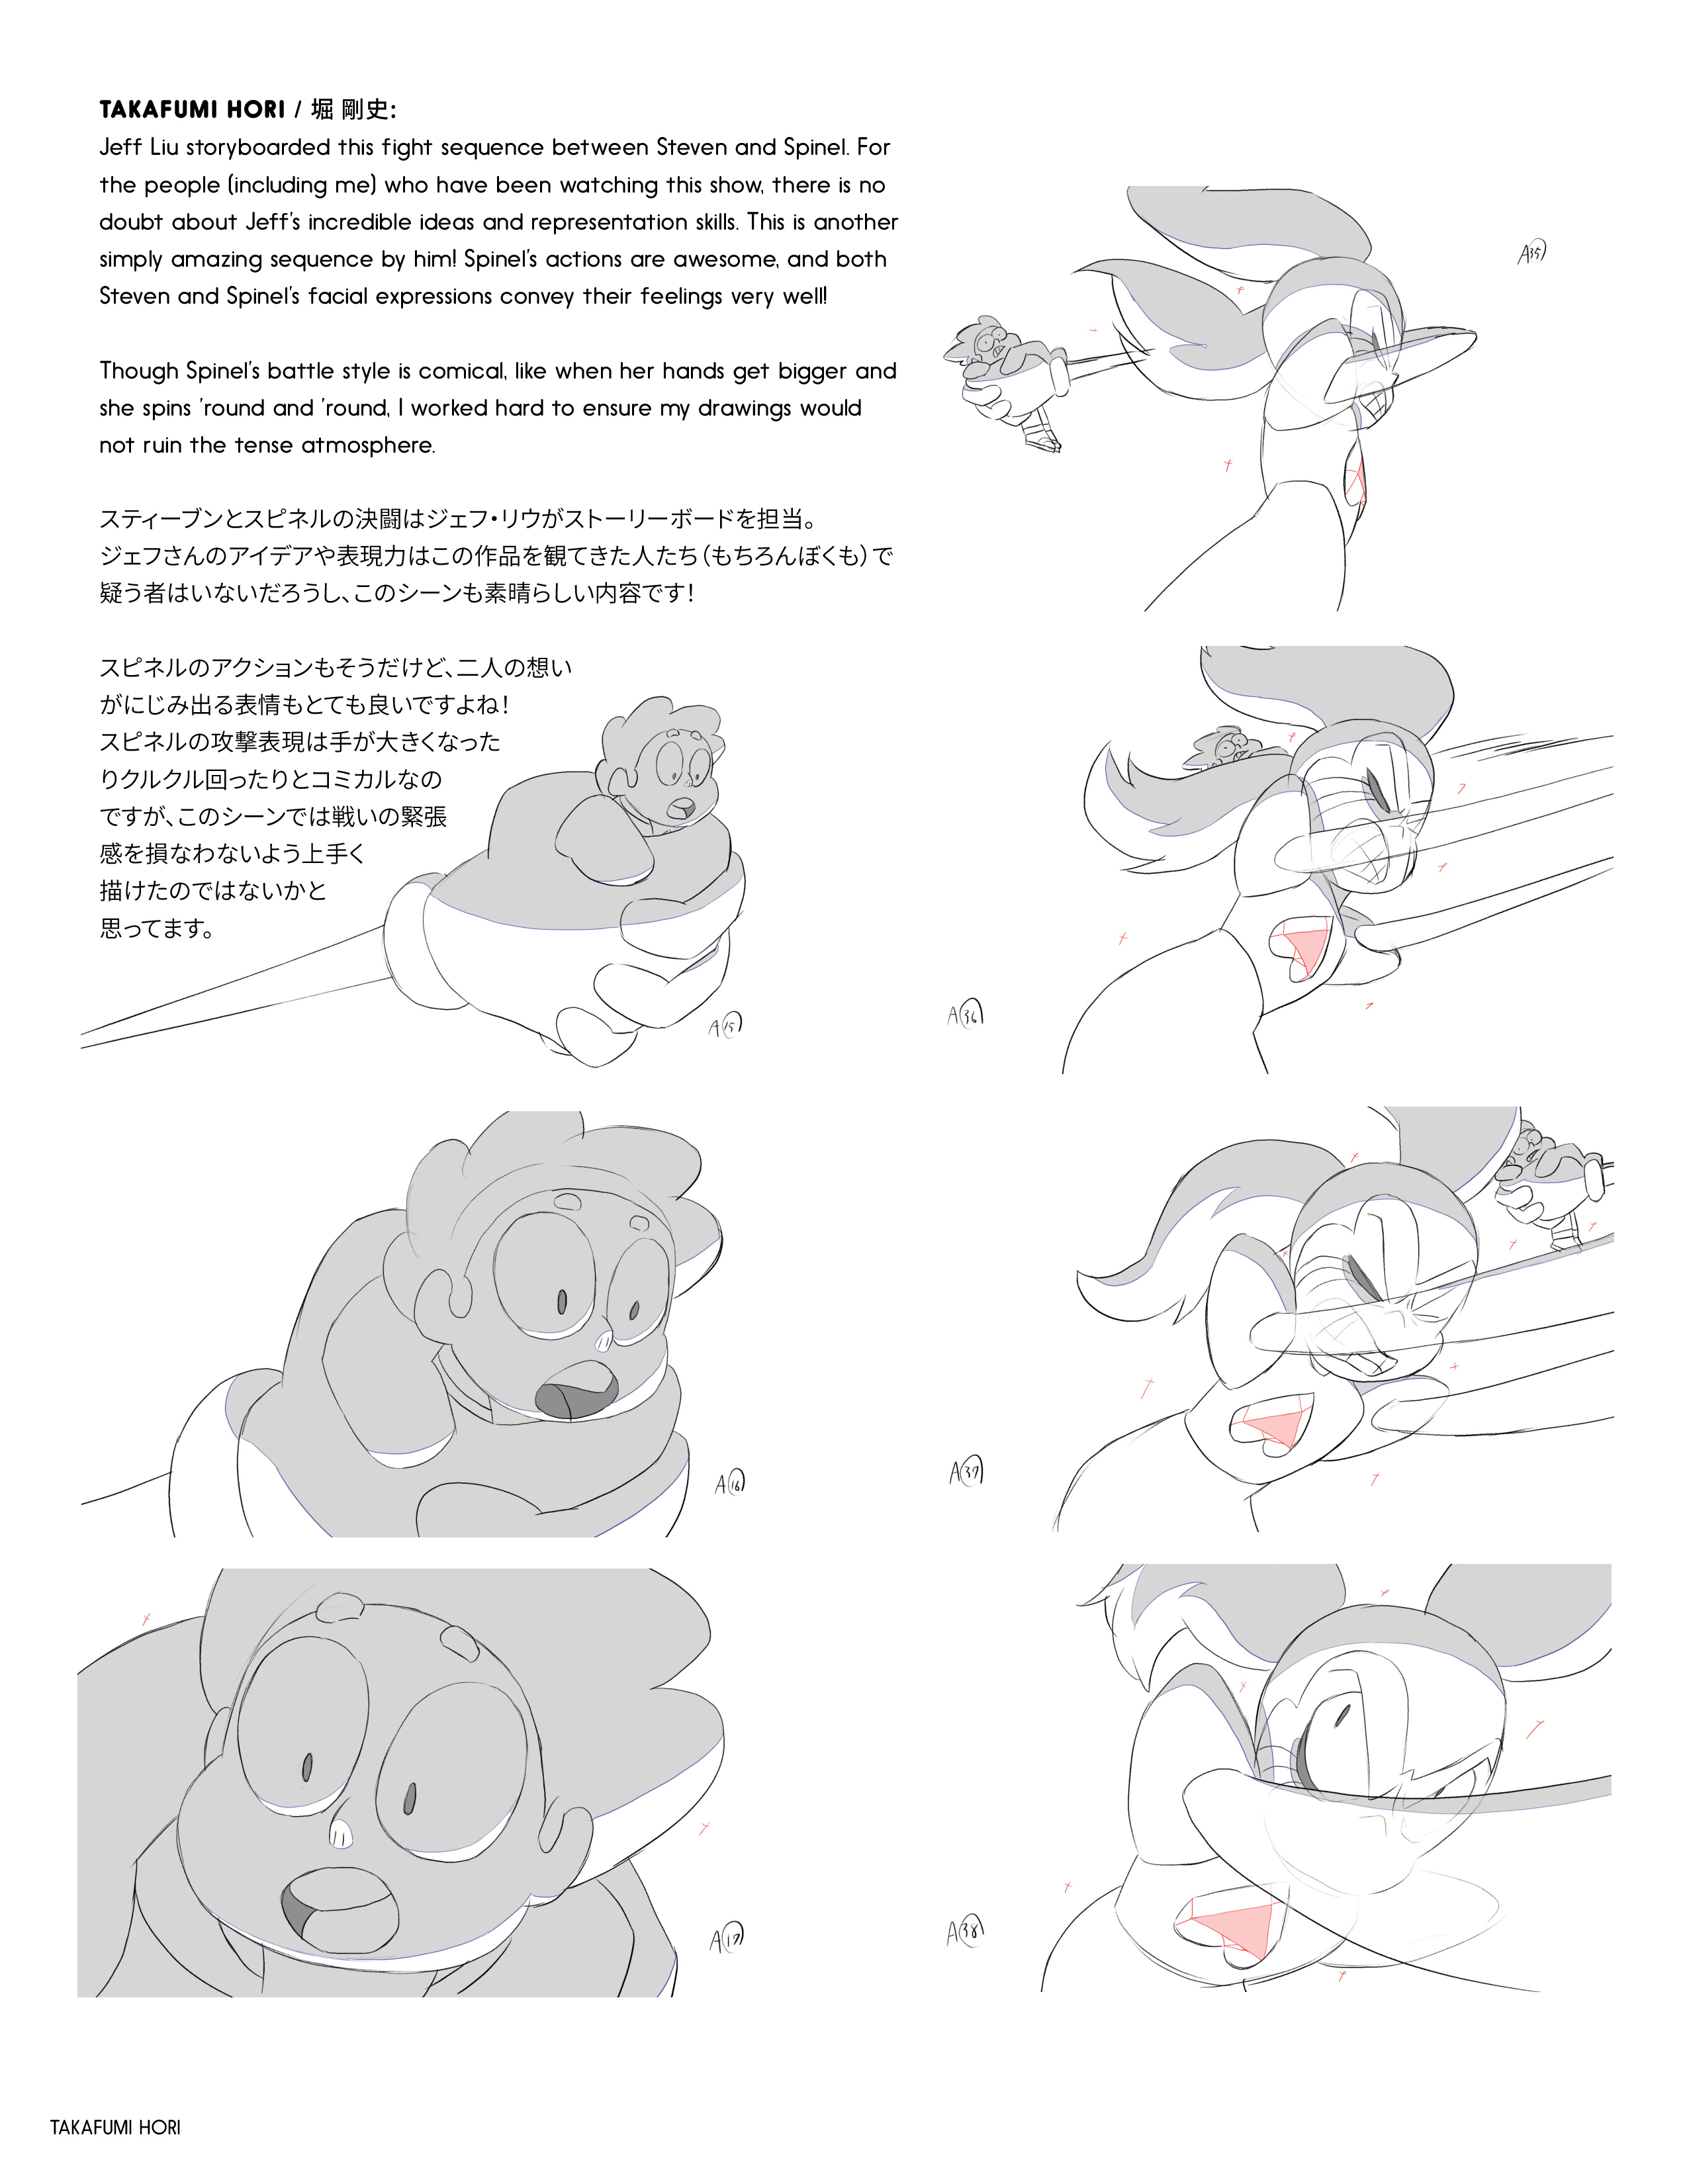 TAKAFUMI HORI / 堀 剛史:
Jeff Liu storyboarded this fight sequence between Steven and Spinel. For
the people (including me) who have been watching this show, there is no
doubt about Jeff's incredible ideas and representation skills. This is another
simply amazing sequence by him! Spinel's actions are awesome, and both
Steven and Spinel's facial expressions convey their feelings very well!
Though Spinel's battle style is comical, like when her hands get bigger and
she spins 'round and 'round, I worked hard to ensure my drawings would
not ruin the tense atmosphere.
スティーブンとスピネルの決闘はジェフ・リウがストーリーボードを担当。
ジェフさんのアイデアや表現力はこの作品を観てきた人たち（もちろんぼくも）で
疑う者はいないだろうし、このシーンも素晴らしい内容です！
スピネルのアクションもそうだけど、二人の想い
がにじみ出る表情もとても良いですよね！
スピネルの攻撃表現は手が大きくなった
りクルクル回ったりとコミカルなの
ですが、このシーンでは戦いの緊張
感を損なわないよう上手く
描けたのではないかと
思ってます。
A15
A16
A17
A35
A36
A37
A38
TAKAFUMI HORI